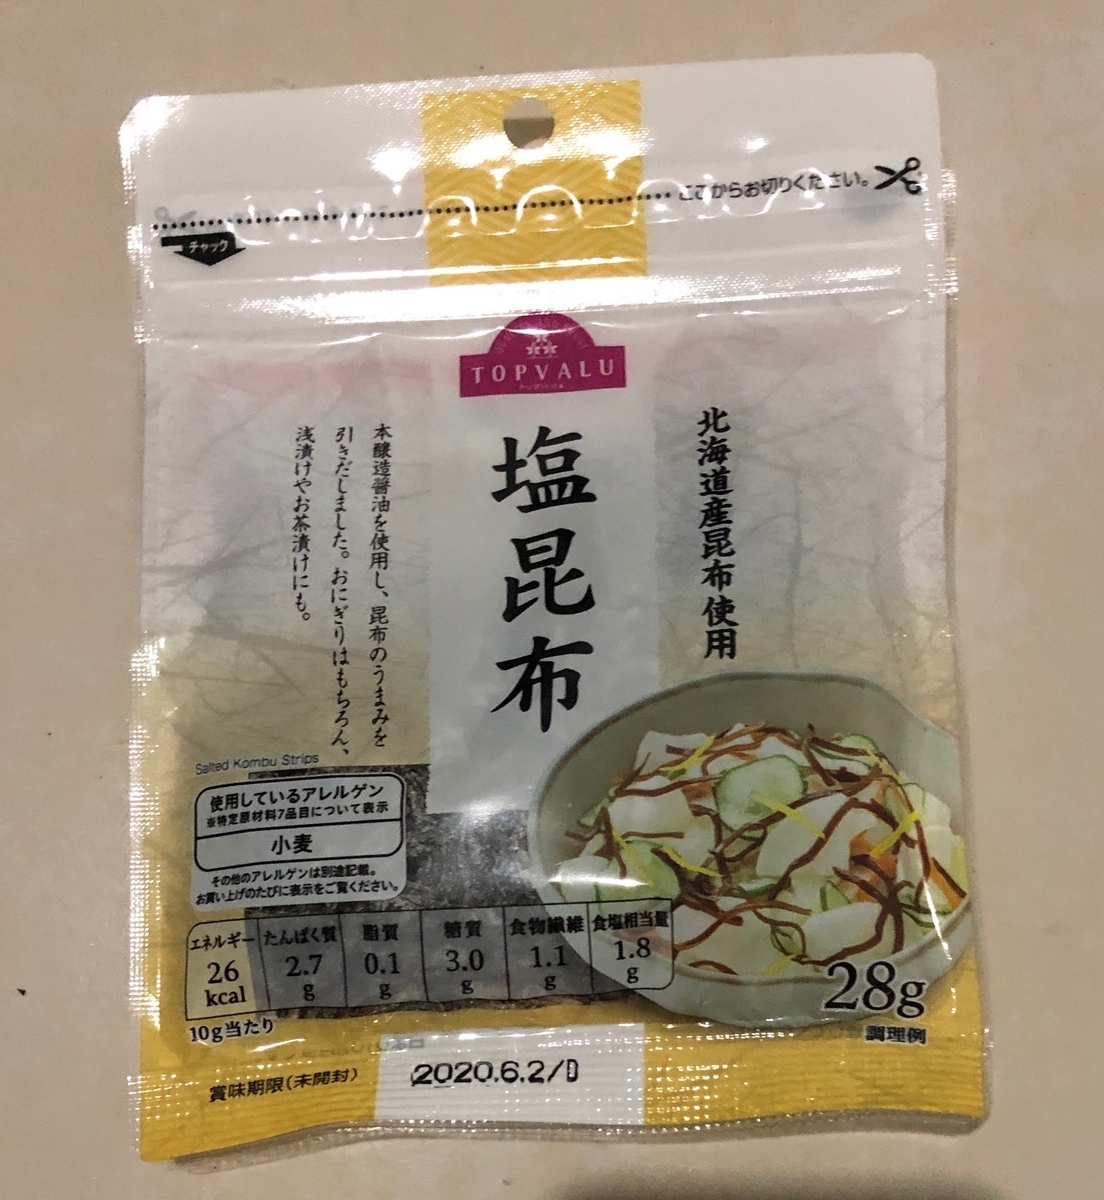 ここからお切りください。
チャック
TOPVALU
トップバリュ
北海道産昆布使用
塩昆布
本醸造醤油を使用し、昆布のうまみを
引きだしました。おにぎりはもちろん、
浅漬けやお茶漬けにも。
Salted Kombu Strips
使用しているアレルゲン
※特定原材料7品目について表示
小麦
その他のアレルゲンは別途記載。
お買い上げのたびに表示をご覧ください。
エネルギー たんぱく質 脂質 糖質 食物繊維 食塩相当量
26 kcal 2.7 g 0.1 g 3.0 g 1.1 g 1.8 g
10g当たり
28g
調理例
賞味期限(未開封) 2020.6.2/D